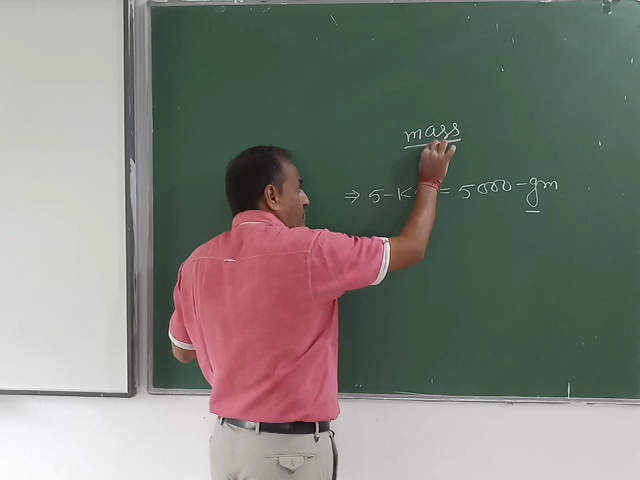 mass
⇒ 5-K = 5000-gm